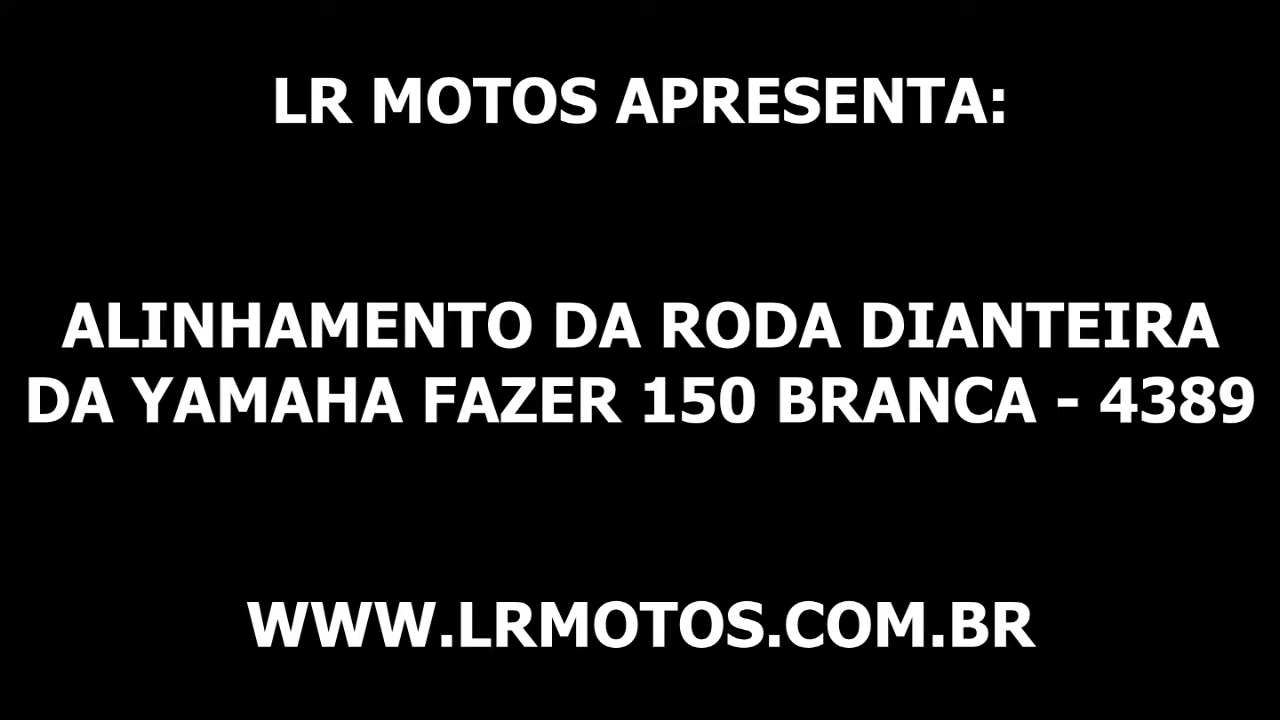 LR MOTOS APRESENTA:
ALINHAMENTO DA RODA DIANTEIRA
DA YAMAHA FAZER 150 BRANCA - 4389
WWW.LRMOTOS.COM.BR